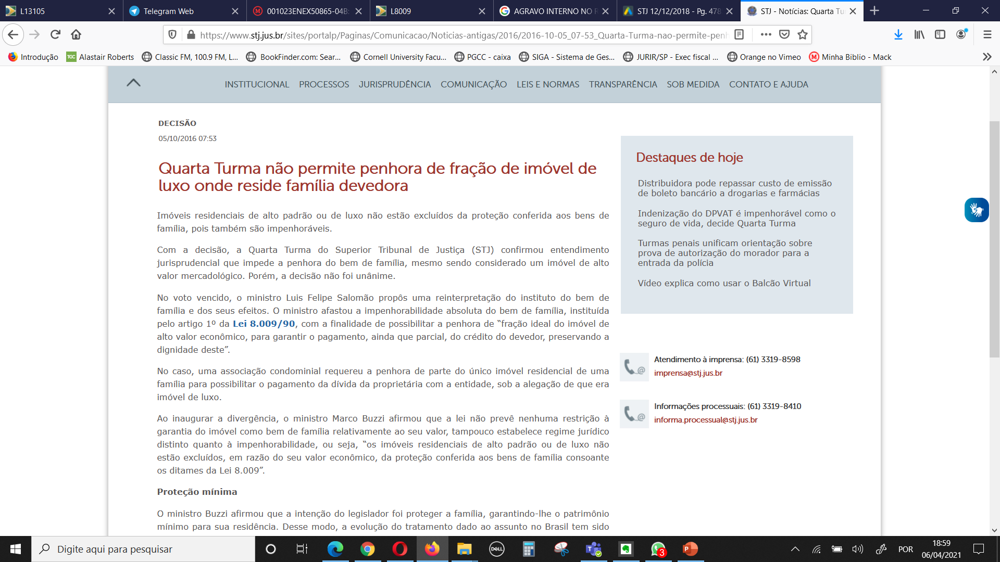 L13105
Telegram Web
001023ENEX50865-04B:
L8009
AGRAVO INTERNO NO R
STJ 12/12/2018 - Pg. 478
STJ - Notícias: Quarta Tu
https://www.stj.jus.br/sites/portalp/Paginas/Comunicacao/Noticias-antigas/2016/2016-10-05_07-53_Quarta-Turma-nao-permite-penh
Introdução
TGC Alastair Roberts
Classic FM, 100.9 FM, L...
BookFinder.com: Sear...
Cornell University Facu...
PGCC - caixa
SIGA - Sistema de Ges...
JURIR/SP - Exec fiscal ...
Orange no Vimeo
Minha Biblio - Mack
INSTITUCIONAL PROCESSOS JURISPRUDÊNCIA COMUNICAÇÃO LEIS E NORMAS TRANSPARÊNCIA SOB MEDIDA CONTATO E AJUDA
DECISÃO
05/10/2016 07:53
Quarta Turma não permite penhora de fração de imóvel de
luxo onde reside família devedora
Imóveis residenciais de alto padrão ou de luxo não estão excluídos da proteção conferida aos bens de
família, pois também são impenhoráveis.
Com a decisão, a Quarta Turma do Superior Tribunal de Justiça (STJ) confirmou entendimento
jurisprudencial que impede a penhora do bem de família, mesmo sendo considerado um imóvel de alto
valor mercadológico. Porém, a decisão não foi unânime.
No voto vencido, o ministro Luis Felipe Salomão propôs uma reinterpretação do instituto do bem de
família e dos seus efeitos. O ministro afastou a impenhorabilidade absoluta do bem de família, instituída
pelo artigo 1º da Lei 8.009/90, com a finalidade de possibilitar a penhora de “fração ideal do imóvel de
alto valor econômico, para garantir o pagamento, ainda que parcial, do crédito do devedor, preservando a
dignidade deste”.
No caso, uma associação condominial requereu a penhora de parte do único imóvel residencial de uma
família para possibilitar o pagamento da dívida da proprietária com a entidade, sob a alegação de que era
imóvel de luxo.
Ao inaugurar a divergência, o ministro Marco Buzzi afirmou que a lei não prevê nenhuma restrição à
garantia do imóvel como bem de família relativamente ao seu valor, tampouco estabelece regime jurídico
distinto quanto à impenhorabilidade, ou seja, “os imóveis residenciais de alto padrão ou de luxo não
estão excluídos, em razão do seu valor econômico, da proteção conferida aos bens de família consoante
os ditames da Lei 8.009”.
Proteção mínima
O ministro Buzzi afirmou que a intenção do legislador foi proteger a família, garantindo-lhe o patrimônio
mínimo para sua residência. Desse modo, a evolução do tratamento dado ao assunto no Brasil tem sido
Destaques de hoje
Distribuidora pode repassar custo de emissão
de boleto bancário a drogarias e farmácias
Indenização do DPVAT é impenhorável como o
seguro de vida, decide Quarta Turma
Turmas penais unificam orientação sobre
prova de autorização do morador para a
entrada da polícia
Vídeo explica como usar o Balcão Virtual
Atendimento à imprensa: (61) 3319-8598
imprensa@stj.jus.br
Informações processuais: (61) 3319-8410
informa.processual@stj.jus.br
Digite aqui para pesquisar
DELL
3
POR
18:59
06/04/2021